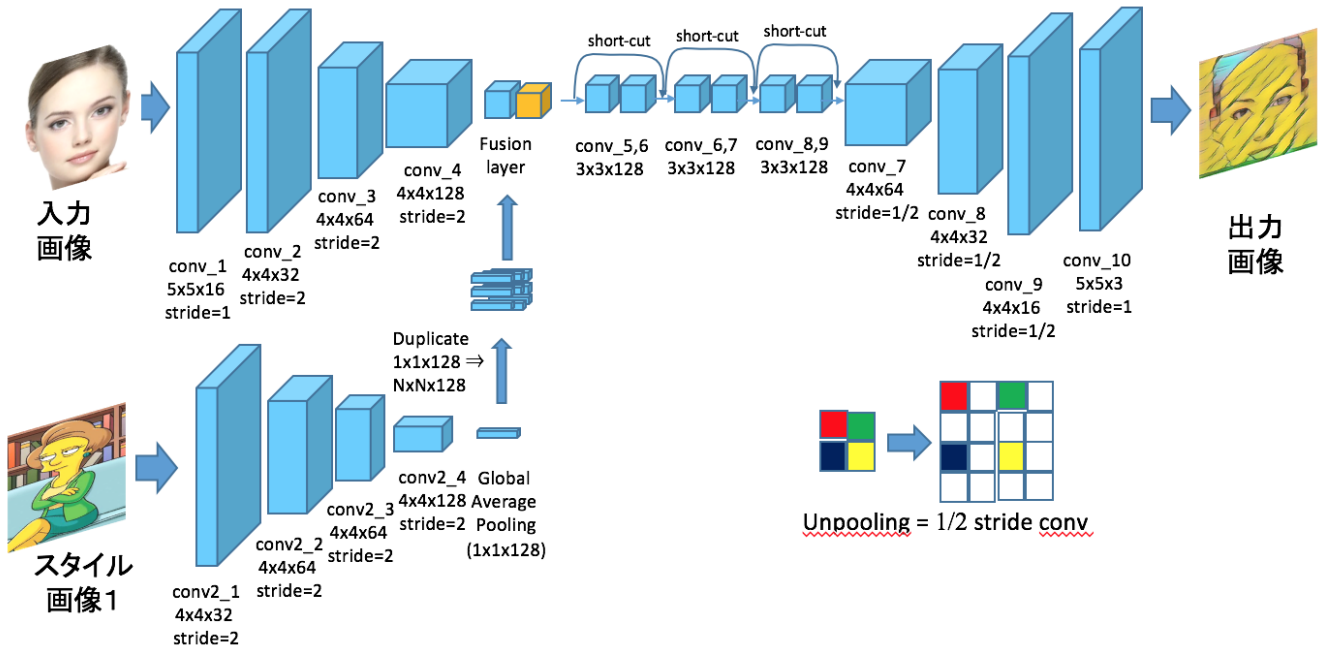 入力
画像
conv_1
5x5x16
stride=1
conv_2
4x4x32
stride=2
conv_3
4x4x64
stride=2
conv_4
4x4x128
stride=2
Fusion
layer
short-cut
short-cut
short-cut
conv_5,6
3x3x128
conv_6,7
3x3x128
conv_8,9
3x3x128
conv_7
4x4x64
stride=1/2
conv_8
4x4x32
stride=1/2
conv_9
4x4x16
stride=1/2
conv_10
5x5x3
stride=1
出力
画像
Duplicate
1x1x128 ⇒
NxNx128
スタイル
画像1
conv2_1
4x4x32
stride=2
conv2_2
4x4x64
stride=2
conv2_3
4x4x64
stride=2
conv2_4
4x4x128
stride=2
Global
Average
Pooling
(1x1x128)
Unpooling = 1/2 stride conv